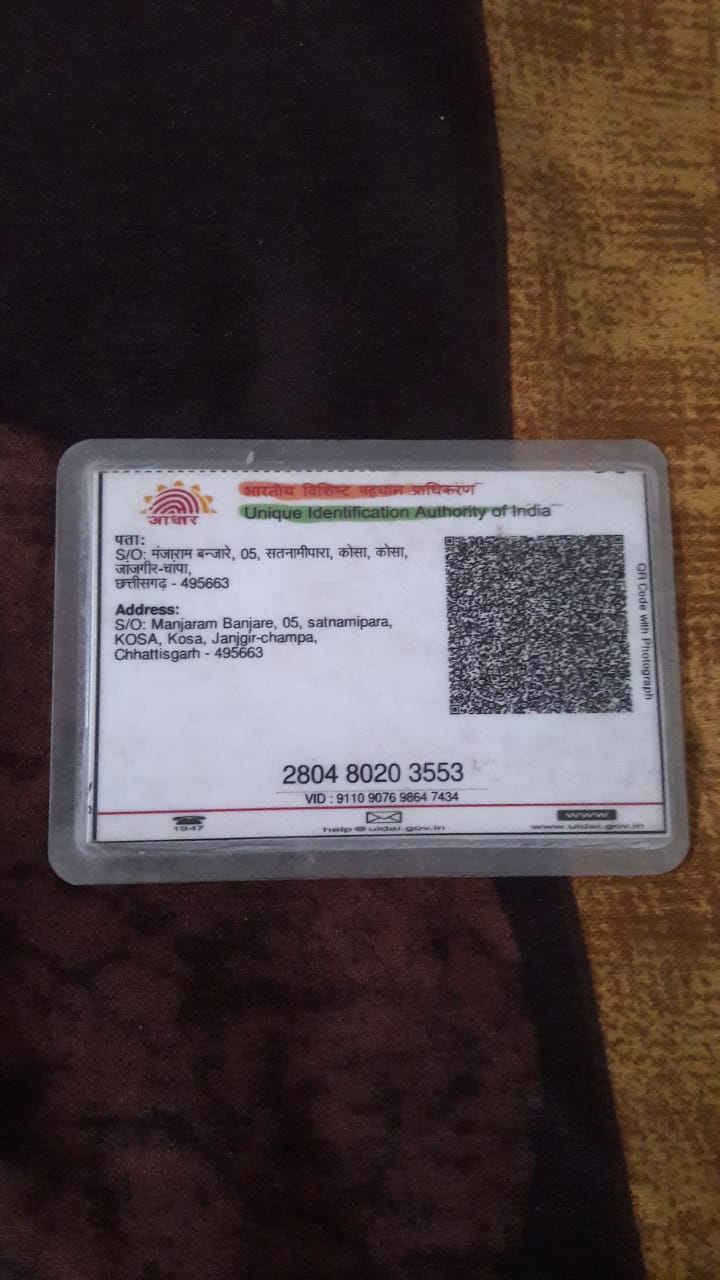 आधार
भारतीय विशिष्ट पहचान प्राधिकरण
Unique Identification Authority of India
पता:
S/O: मंजाराम बन्जारे, 05, सतनामीपारा, कोसा, कोसा,
जांजगीर-चांपा,
छत्तीसगढ़ - 495663
Address:
S/O: Manjaram Banjare, 05, satnamipara,
KOSA, Kosa, Janjgir-champa,
Chhattisgarh - 495663
QR Code with Photograph
2804 8020 3553
VID : 9110 9076 9864 7434
1947
help@uidai.gov.in
www
www.uidai.gov.in